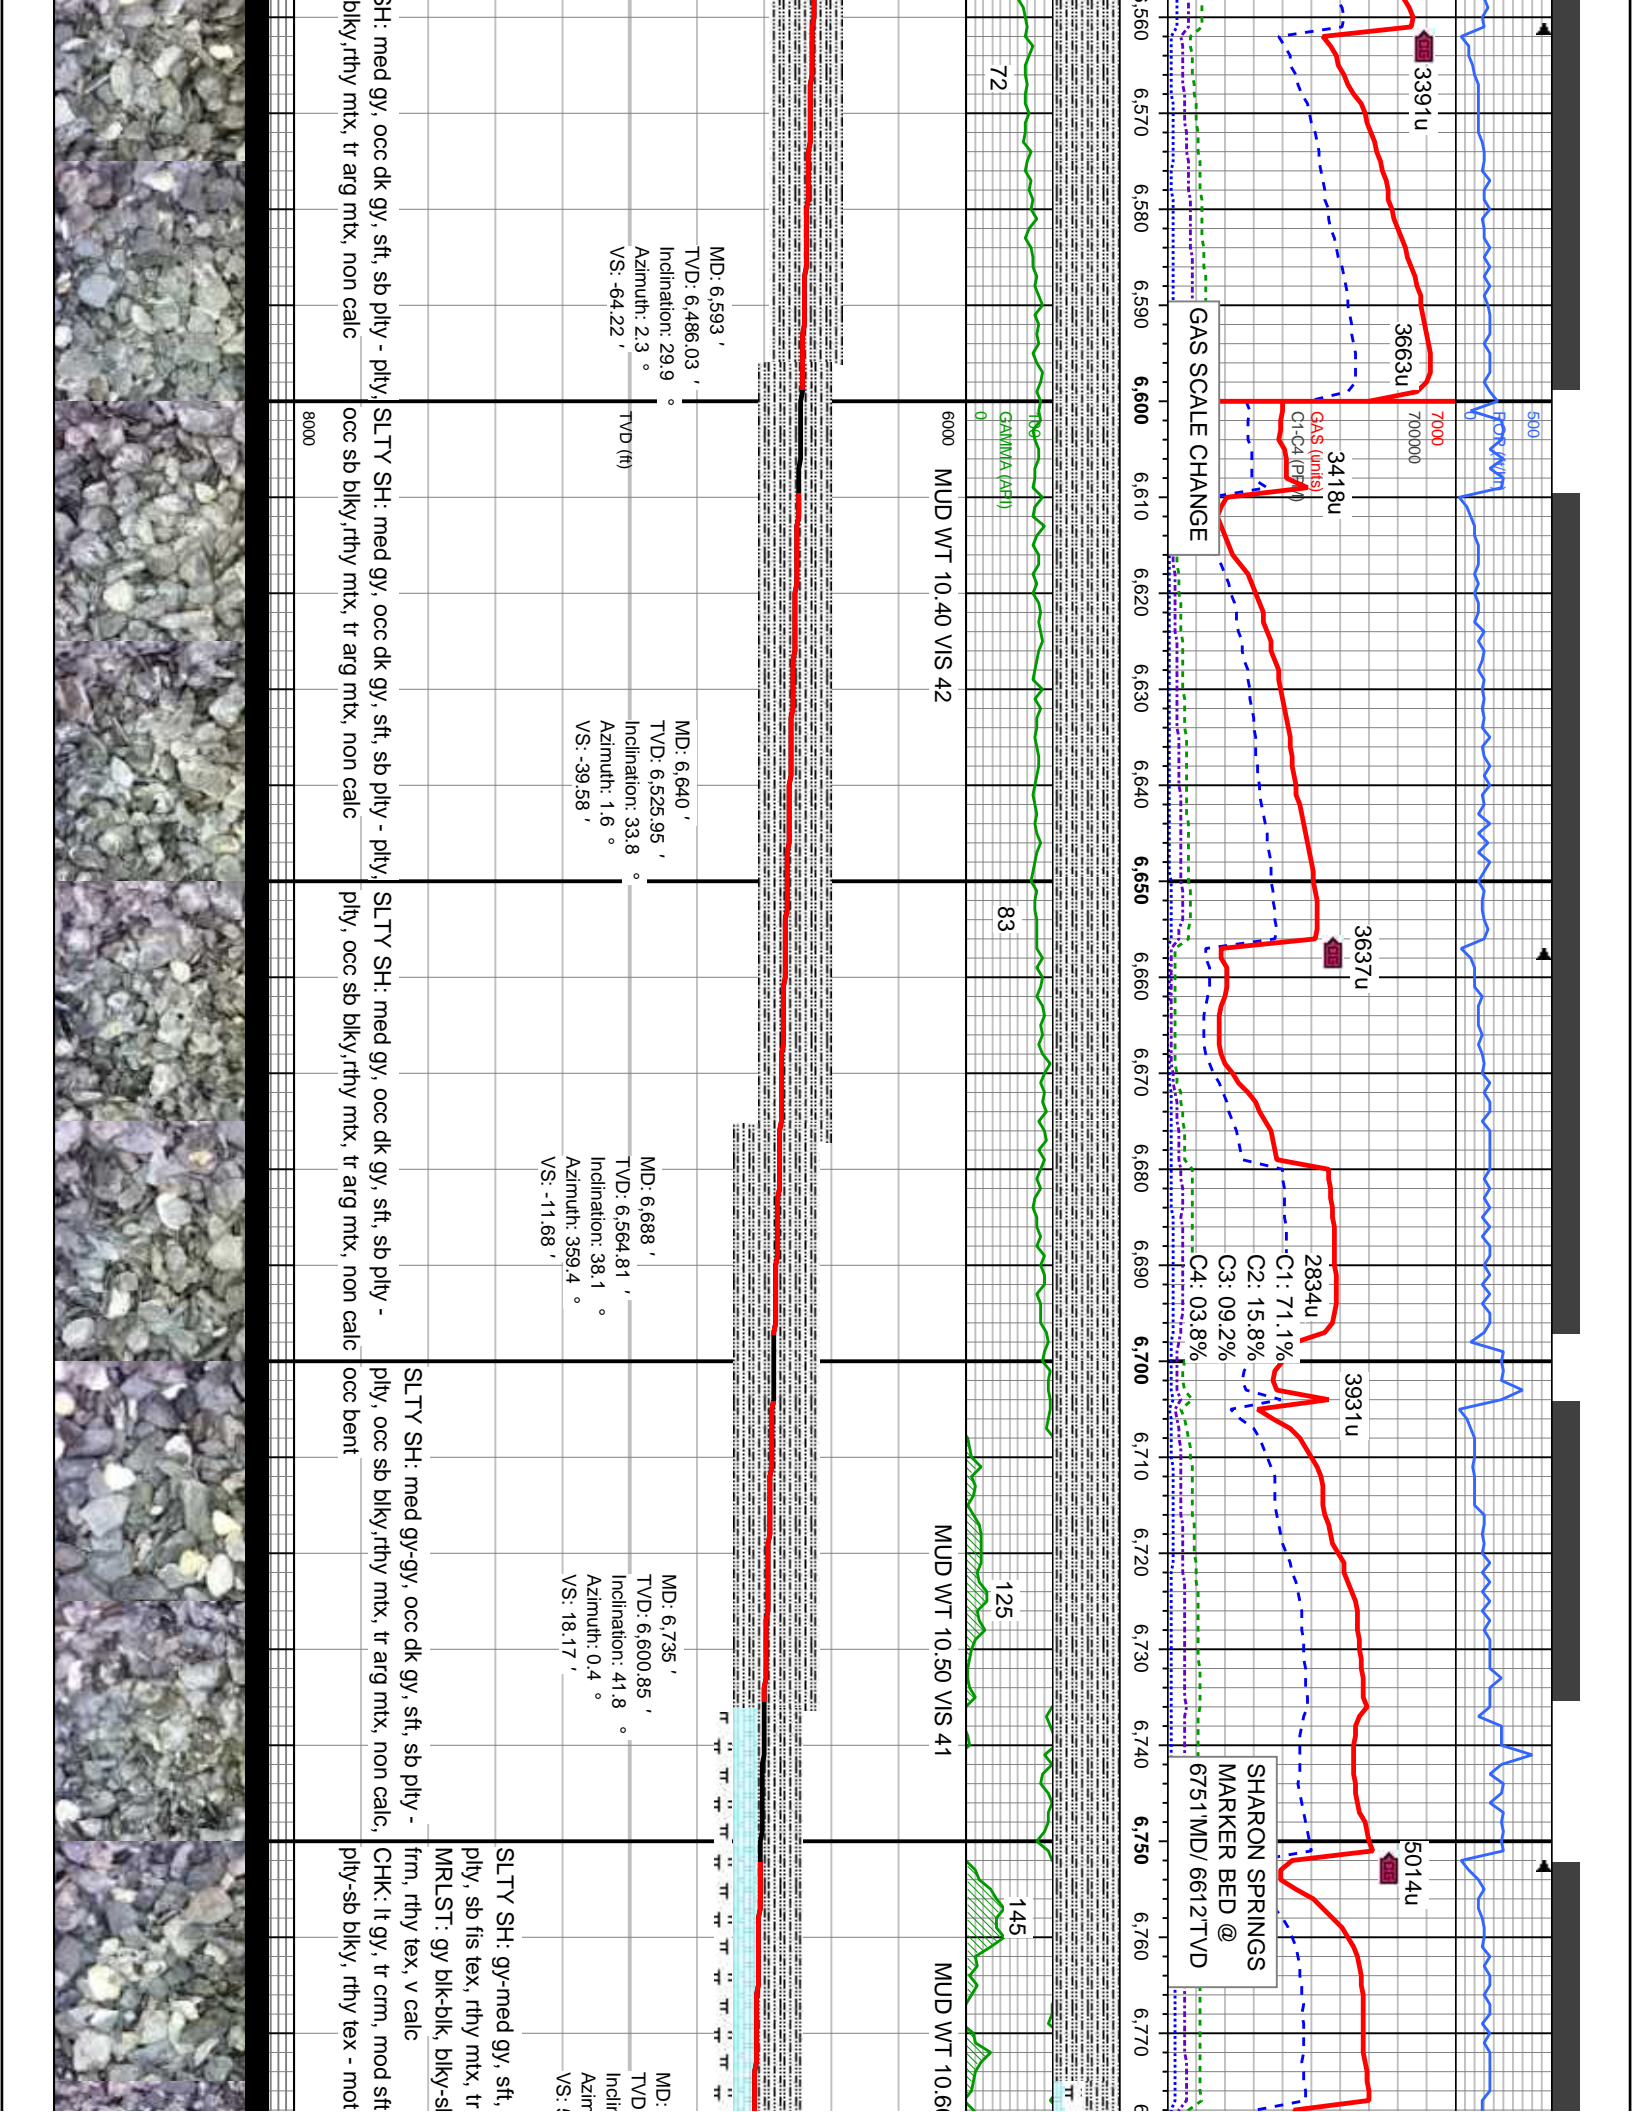 6,560
6,570
6,580
6,590
6,600
6,610
6,620
6,630
6,640
6,650
6,660
6,670
6,680
6,690
6,700
6,710
6,720
6,730
6,740
6,750
6,760
6,770
500
0
7000
70000
GAS (units)
3391u
3663u
3418u
3637u
2834u
C1: 71.1%
C2: 15.8%
C3: 09.2%
C4: 03.8%
3931u
5014u
GAS SCALE CHANGE
SHARON SPRINGS
MARKER BED @
6751'MD/ 6612'TVD
72
83
125
145
0
GAMMA (API)
6000
TVD (ft)
8000
MUD WT 10.40 VIS 42
MUD WT 10.50 VIS 41
MUD WT 10.6
MD: 6,593 '
TVD: 6,486.03 '
Inclination: 29.9 °
Azimuth: 2.3 °
VS: -64.22 '
MD: 6,640 '
TVD: 6,525.95 '
Inclination: 33.8 °
Azimuth: 1.6 °
VS: -39.58 '
MD: 6,688 '
TVD: 6,564.81 '
Inclination: 38.1 °
Azimuth: 359.4 °
VS: -11.68 '
MD: 6,735 '
TVD: 6,600.85 '
Inclination: 41.8 °
Azimuth: 0.4 °
VS: 18.17 '
MD:
TVD
Inclin
Azim
VS:
SH: med gy, occ dk gy, sft, sb plty - plty,
blky,rthy mtx, tr arg mtx, non calc
SLTY SH: med gy, occ dk gy, sft, sb plty - plty,
occ sb blky,rthy mtx, tr arg mtx, non calc
SLTY SH: med gy, occ dk gy, sft, sb plty -
plty, occ sb blky,rthy mtx, tr arg mtx, non calc
SLTY SH: med gy-gy, occ dk gy, sft, sb plty -
plty, occ sb blky,rthy mtx, tr arg mtx, non calc,
occ bent
SLTY SH: gy-med gy, sft,
plty, sb fis tex, rthy mtx, tr
MRLST: gy blk-blk, blky-sl
frm, rthy tex, v calc
CHK: lt gy, tr crm, mod sft
plty-sb blky, rthy tex - mot